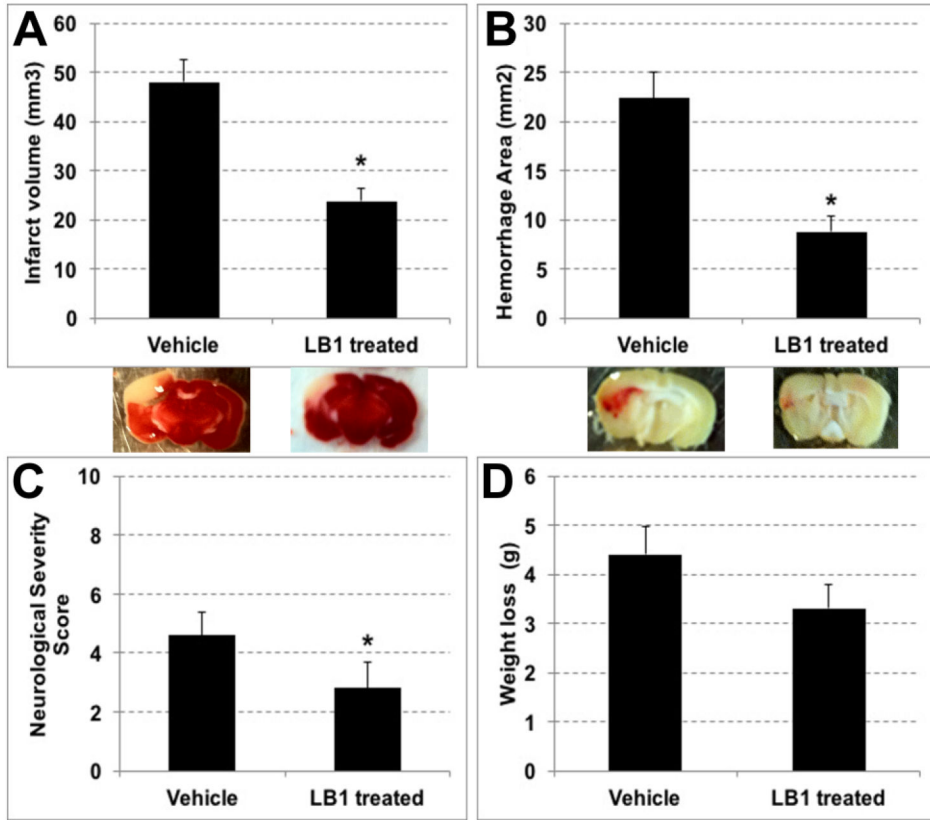 A
Infarct volume (mm3)
60
50
40
30
20
10
0
*
Vehicle
LB1 treated
B
Hemorrhage Area (mm2)
30
25
20
15
10
5
0
*
Vehicle
LB1 treated
C
Neurological Severity
Score
10
8
6
4
2
0
*
Vehicle
LB1 treated
D
Weight loss (g)
6
5
4
3
2
1
0
Vehicle
LB1 treated